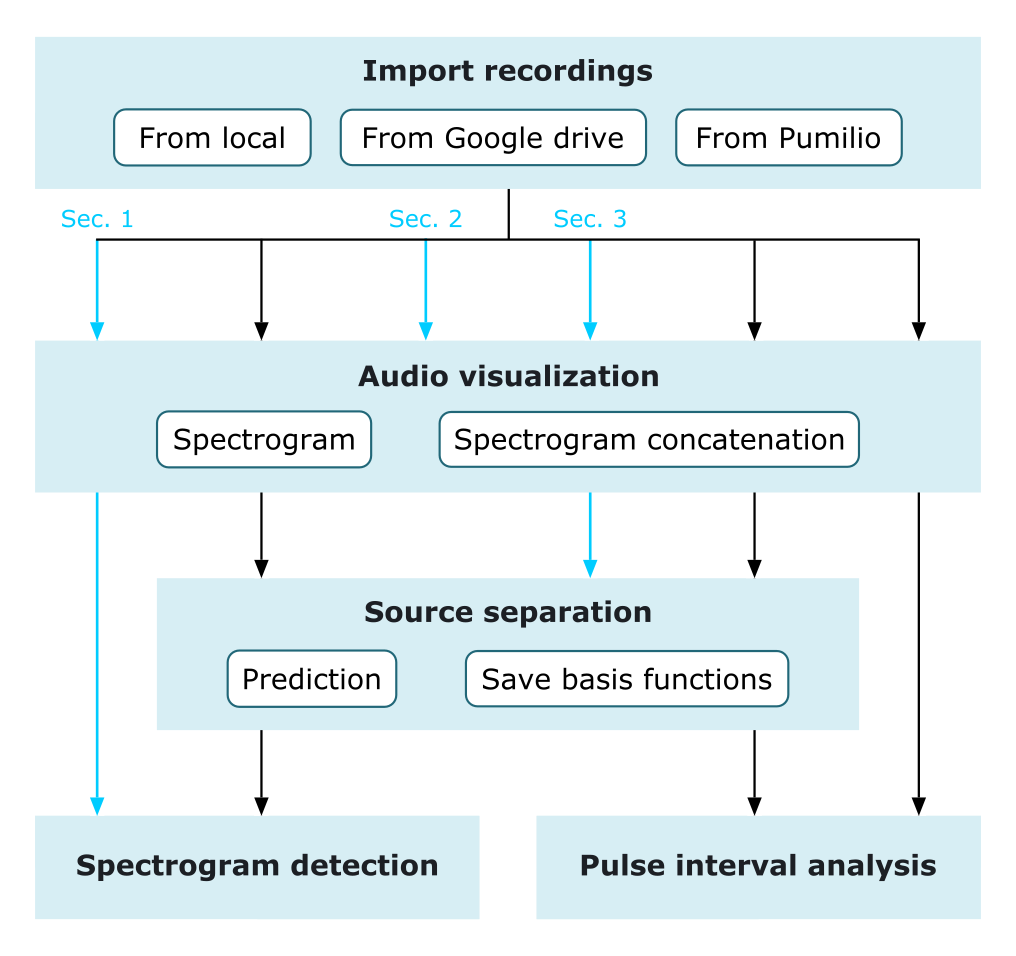 Import recordings
From local
From Google drive
From Pumilio
Sec. 1
Sec. 2
Sec. 3
Audio visualization
Spectrogram
Spectrogram concatenation
Source separation
Prediction
Save basis functions
Spectrogram detection
Pulse interval analysis